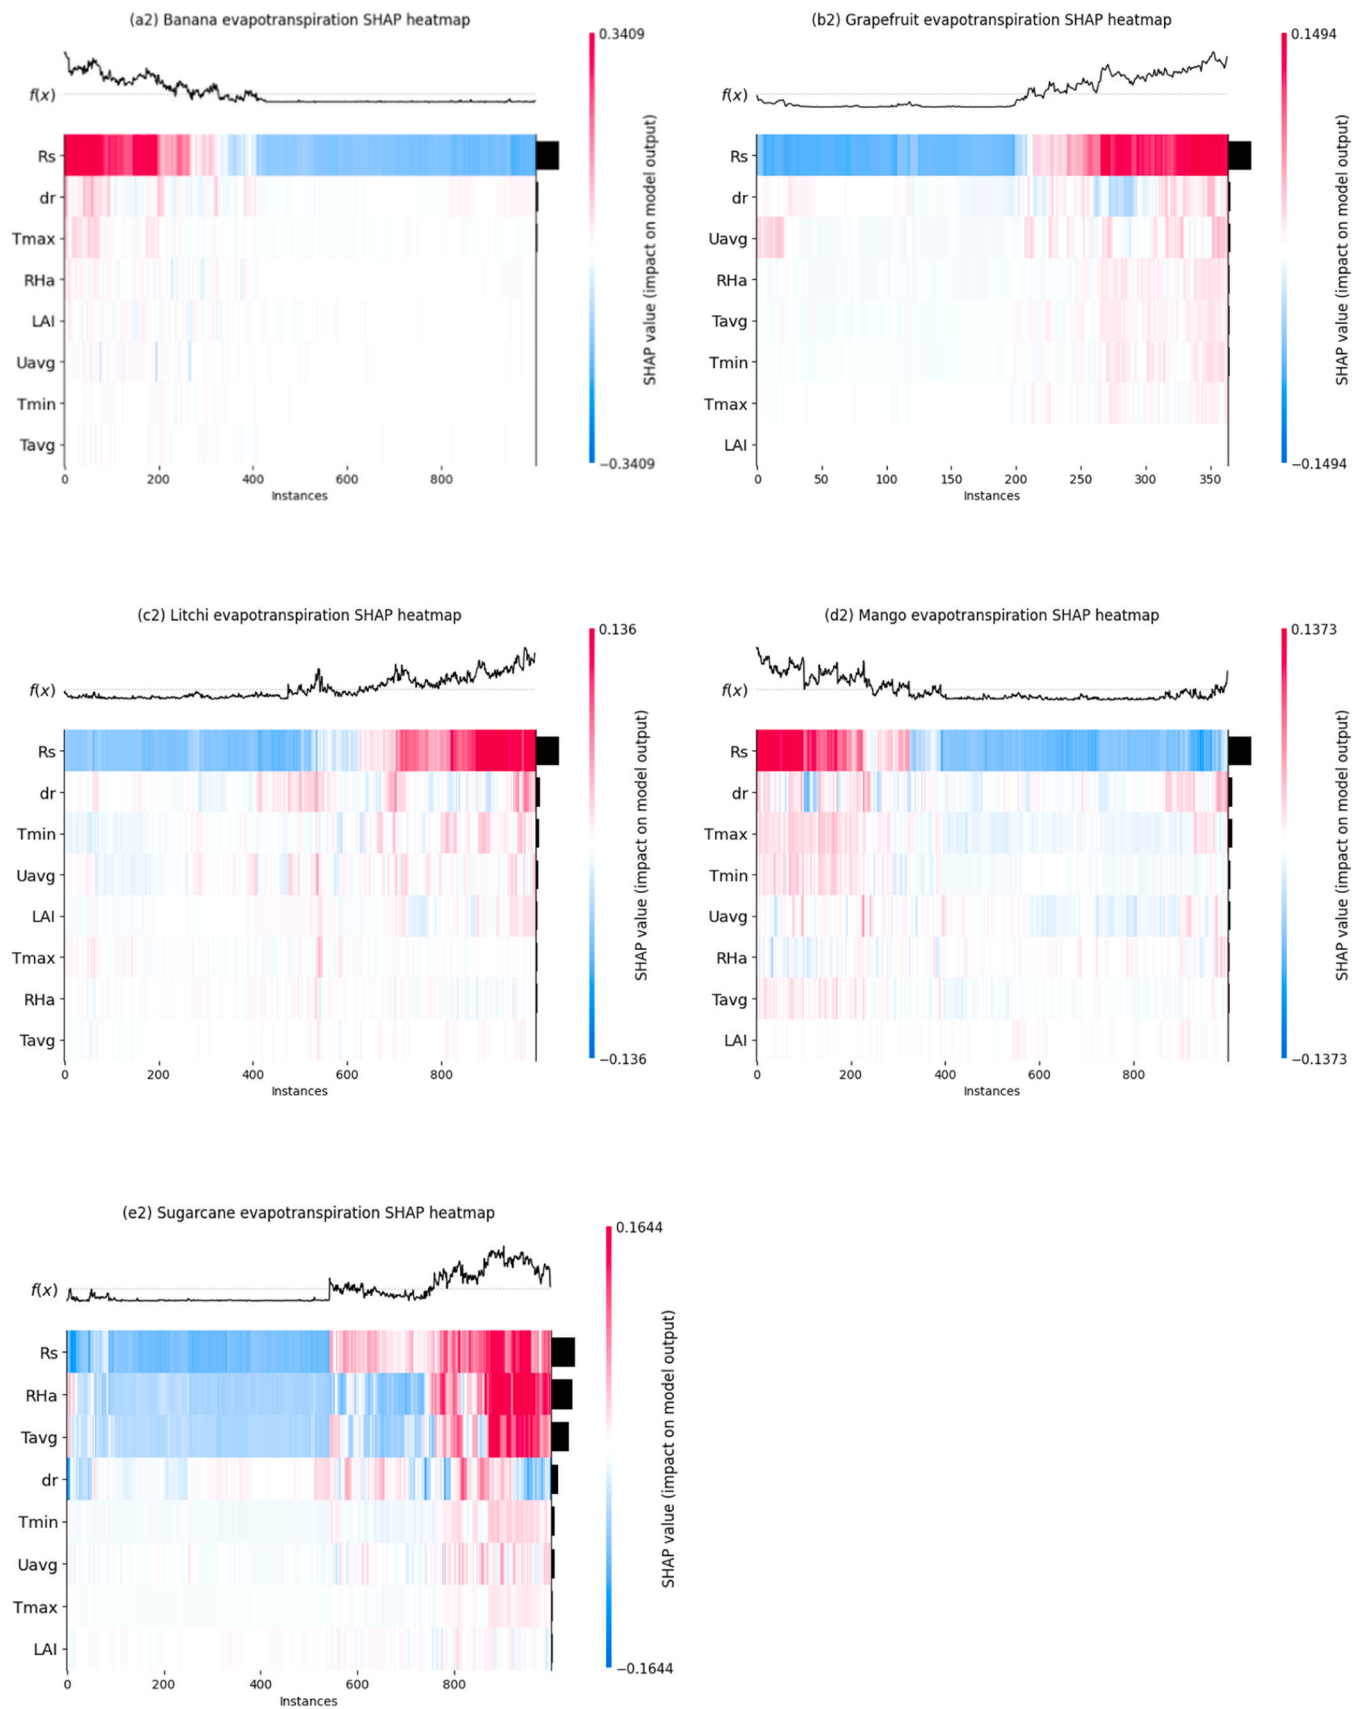 (a2) Banana evapotranspiration SHAP heatmap
0.3409
f(x)
Rs
dr
Tmax
RHa
LAI
Uavg
Tmin
Tavg
0 200 400 600 800
Instances
−0.3409
SHAP value (impact on model output)
(b2) Grapefruit evapotranspiration SHAP heatmap
0.1494
f(x)
Rs
dr
Uavg
RHa
Tavg
Tmin
Tmax
LAI
0 50 100 150 200 250 300 350
Instances
−0.1494
SHAP value (impact on model output)
(c2) Litchi evapotranspiration SHAP heatmap
0.136
f(x)
Rs
dr
Tmin
Uavg
LAI
Tmax
RHa
Tavg
0 200 400 600 800
Instances
−0.136
SHAP value (impact on model output)
(d2) Mango evapotranspiration SHAP heatmap
0.1373
f(x)
Rs
dr
Tmax
Tmin
Uavg
RHa
Tavg
LAI
0 200 400 600 800
Instances
−0.1373
SHAP value (impact on model output)
(e2) Sugarcane evapotranspiration SHAP heatmap
0.1644
f(x)
Rs
RHa
Tavg
dr
Tmin
Uavg
Tmax
LAI
0 200 400 600 800
Instances
−0.1644
SHAP value (impact on model output)